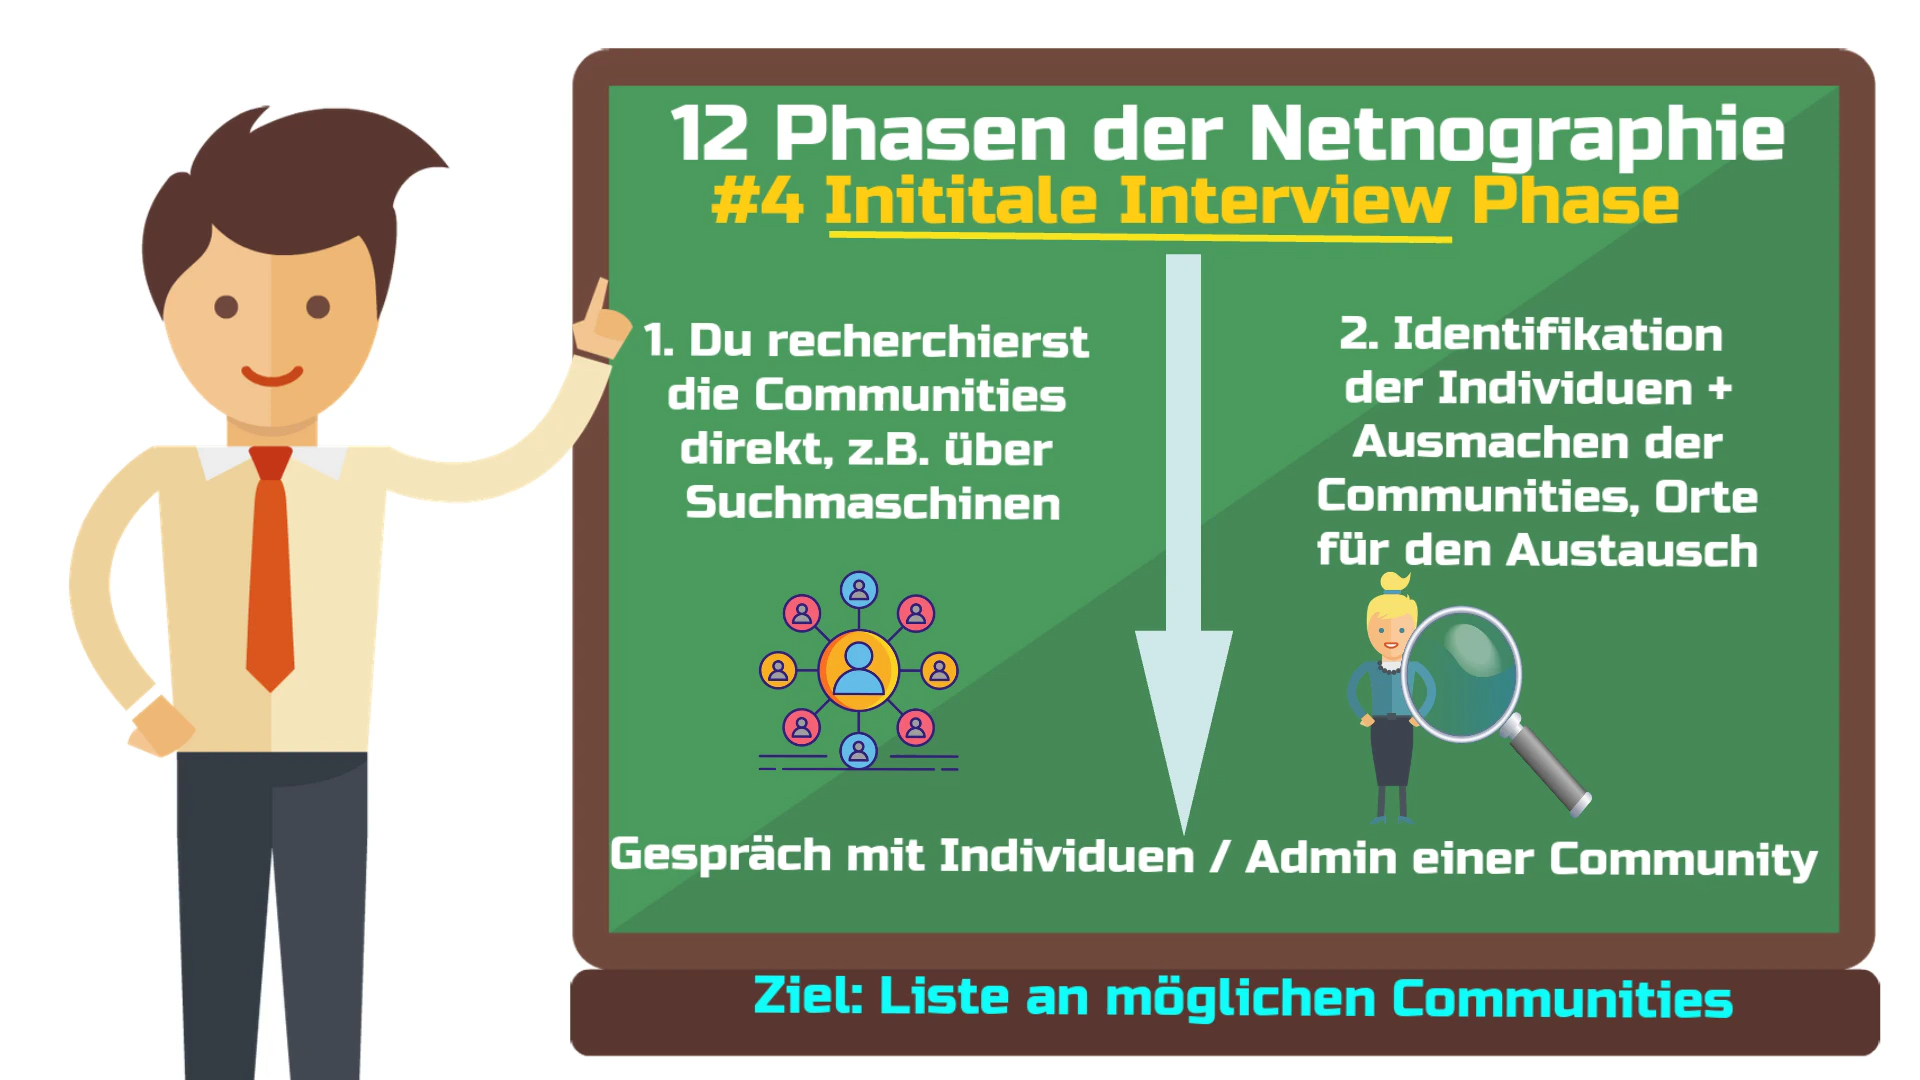 12 Phasen der Netnographie
#4 Inititale Interview Phase
1. Du recherchierst
die Communities
direkt, z.B. über
Suchmaschinen
2. Identifikation
der Individuen +
Ausmachen der
Communities, Orte
für den Austausch
Gespräch mit Individuen / Admin einer Community
Ziel: Liste an möglichen Communities